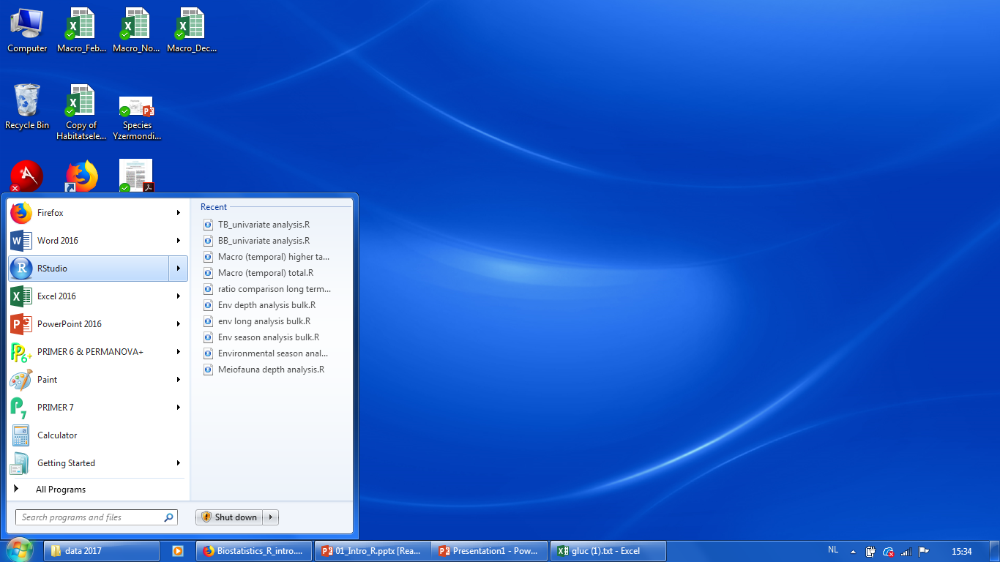 Computer
Macro_Feb...
Macro_No...
Macro_Dec...
Recycle Bin
Copy of
Habitatsele...
Species
Yzermondi...
Firefox
Word 2016
RStudio
Excel 2016
PowerPoint 2016
PRIMER 6 & PERMANOVA+
Paint
PRIMER 7
Calculator
Getting Started
All Programs
Search programs and files
Recent
TB_univariate analysis.R
BB_univariate analysis.R
Macro (temporal) higher ta...
Macro (temporal) total.R
ratio comparison long term...
Env depth analysis bulk.R
env long analysis bulk.R
Env season analysis bulk.R
Environmental season anal...
Meiofauna depth analysis.R
Shut down
data 2017
Biostatistics_R_intro....
01_Intro_R.pptx [Rea...
Presentation1 - Pow...
gluc (1).txt - Excel
NL
15:34